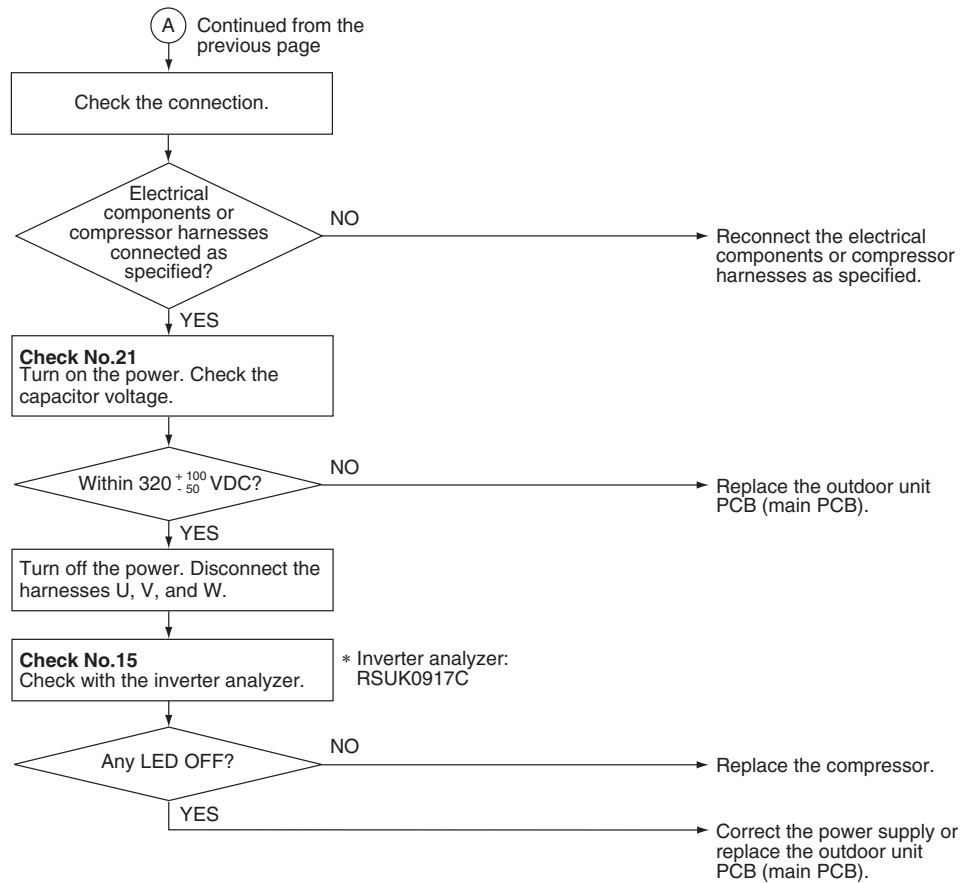 A
Continued from the
previous page
Check the connection.
Electrical
components or
compressor harnesses
connected as
specified?
NO
Reconnect the electrical
components or compressor
harnesses as specified.
YES
Check No.21
Turn on the power. Check the
capacitor voltage.
Within 320 + 100 - 50 VDC?
NO
Replace the outdoor unit
PCB (main PCB).
YES
Turn off the power. Disconnect the
harnesses U, V, and W.
Check No.15
Check with the inverter analyzer.
* Inverter analyzer:
RSUK0917C
Any LED OFF?
NO
Replace the compressor.
YES
Correct the power supply or
replace the outdoor unit
PCB (main PCB).